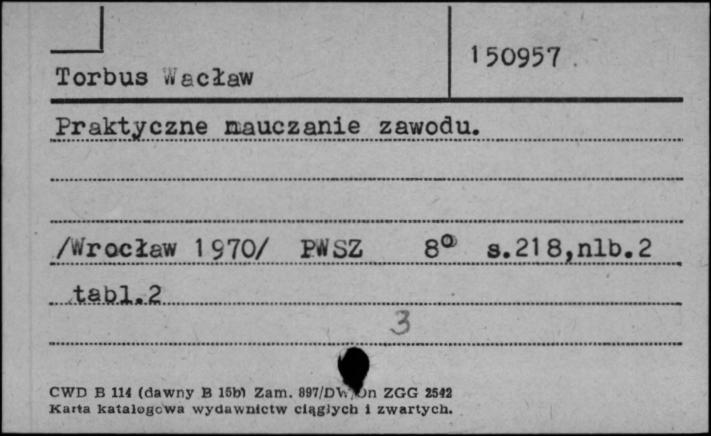 150957
Torbus Wacław
Praktyczne nauczanie zawodu.
/Wrocław 1970/ PWSZ 8° s.218,nlb.2
tabl.2
3
CWD B 114 (dawny B 15b) Zam. 897/DW/Dn ZGG 2542
Karta katalogowa wydawnictw ciągłych i zwartych.